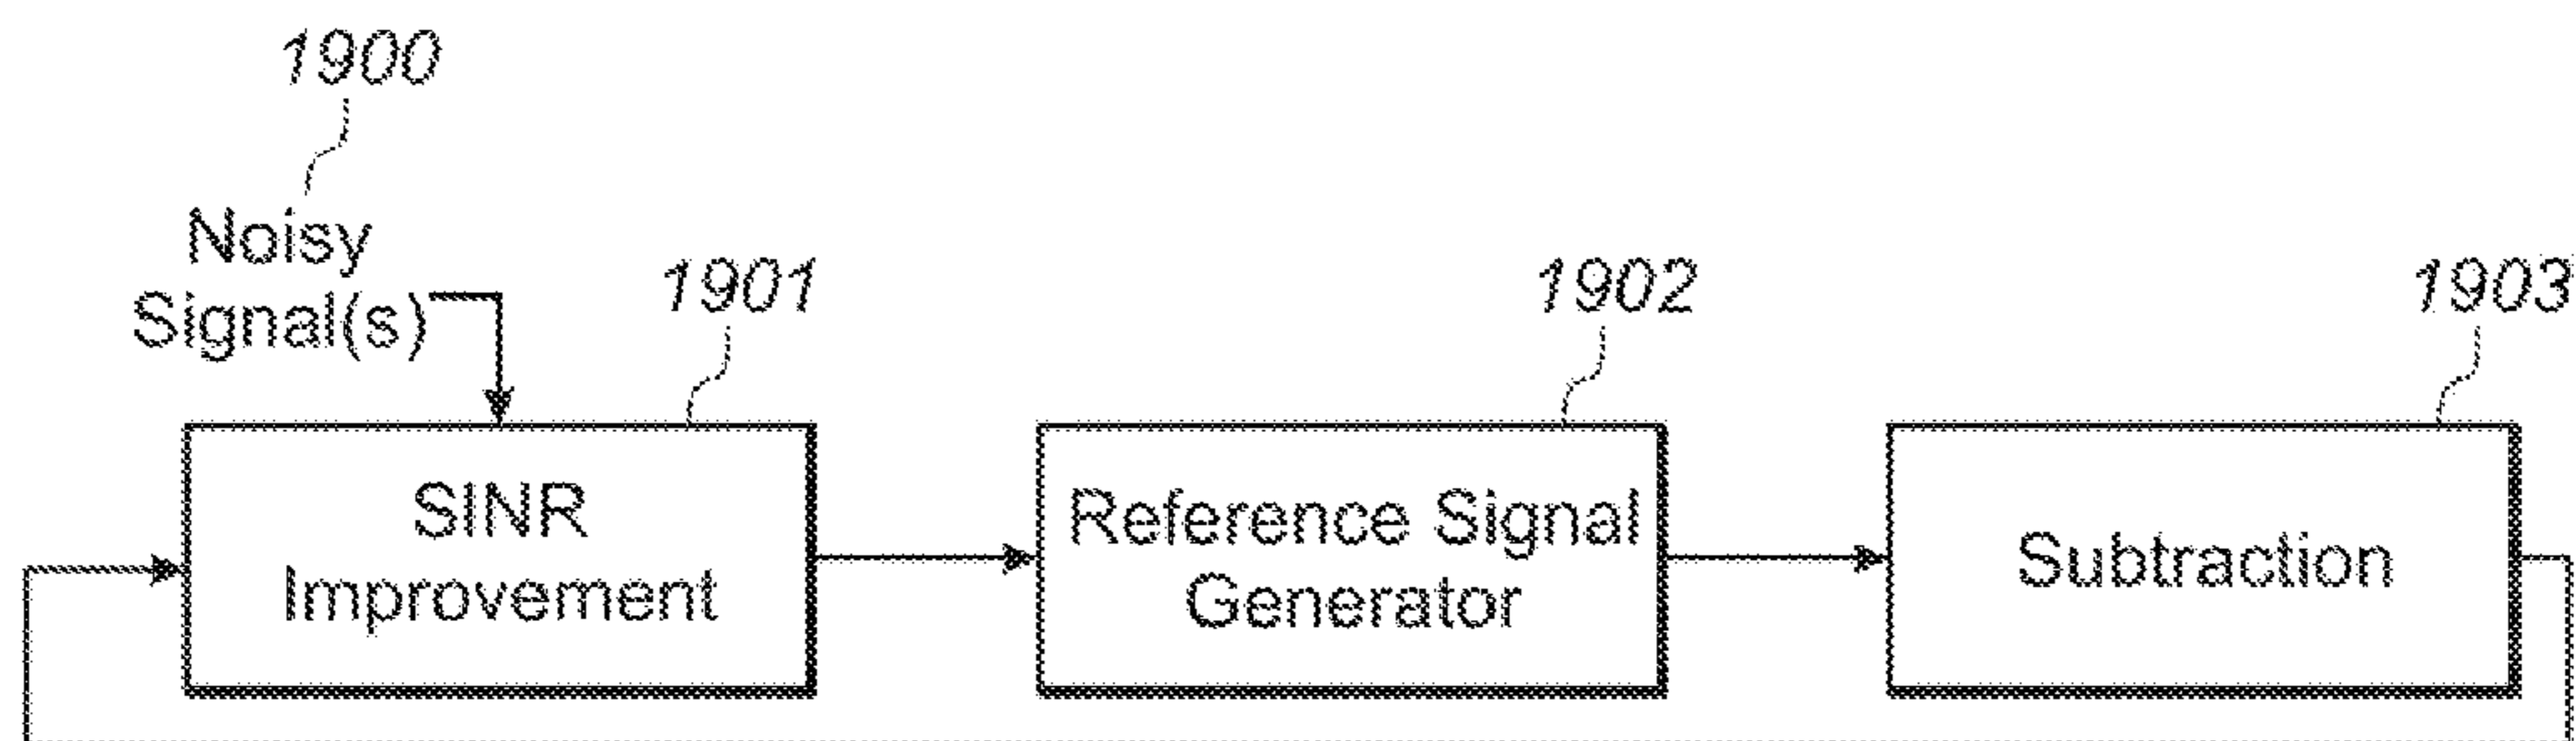 1900
Noisy
Signal(s)
1901
1902
1903
SINR
Improvement
Reference Signal
Generator
Subtraction